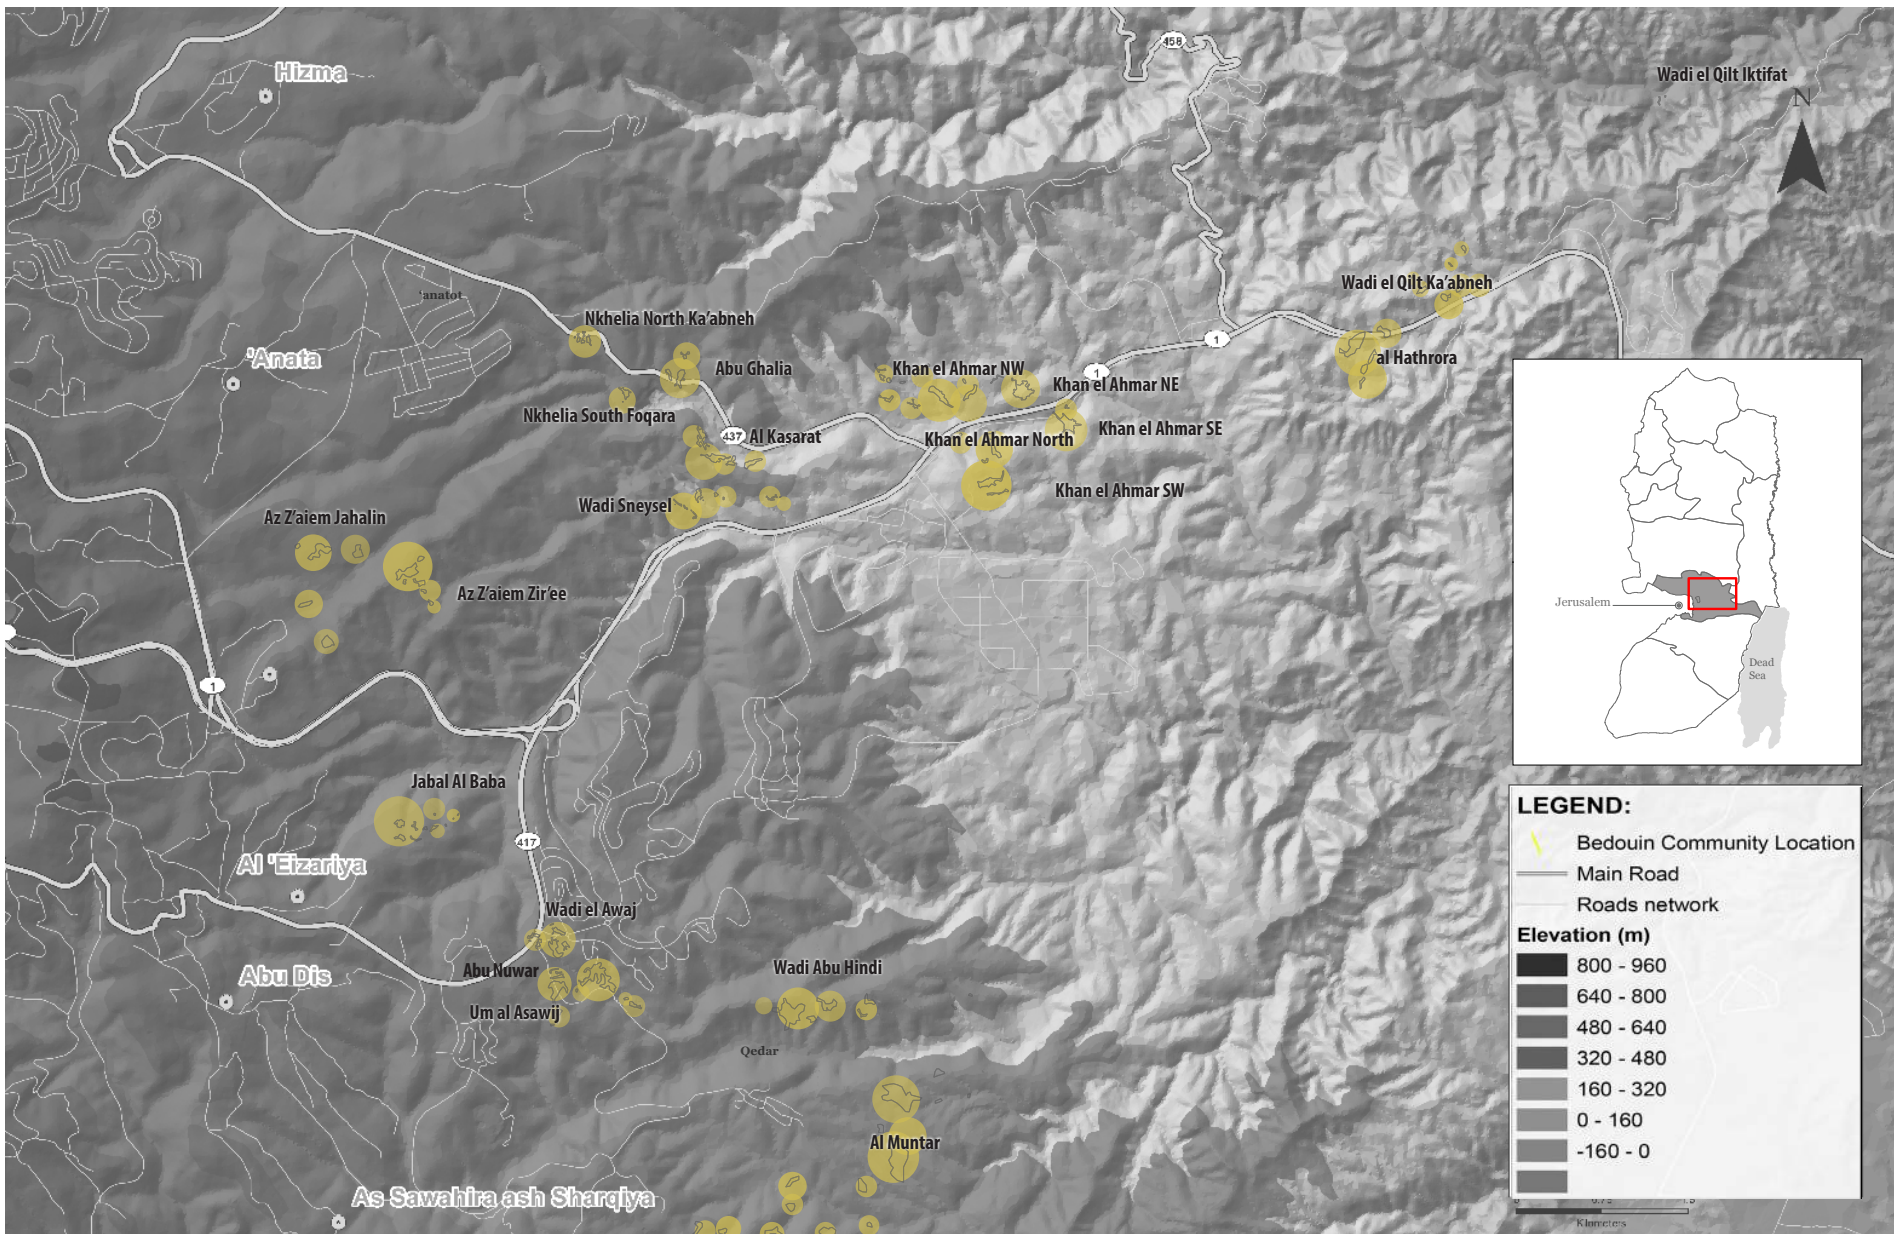 458
Wadi el Qilt Iktifat
Hizma
N
Wadi el Qilt Ka'abneh
'anatot
Nkhelia North Ka'abneh
1
'Anata
Abu Ghalia
Khan el Ahmar NW
al Hathrora
1
Khan el Ahmar NE
Nkhelia South Foqara
437
Al Kasarat
Khan el Ahmar North
Khan el Ahmar SE
Wadi Sneysel
Khan el Ahmar SW
Az Z'aiem Jahalin
Az Z'aiem Zir'ee
Jerusalem
Dead
Sea
1
Jabal Al Baba
417
Al 'Eizariya
Wadi el Awaj
Abu Nuwar
Abu Dis
Wadi Abu Hindi
Um al Asawij
Qedar
Al Muntar
As Sawahira ash Sharqiya
LEGEND:
Bedouin Community Location
Main Road
Roads network
Elevation (m)
800 - 960
640 - 800
480 - 640
320 - 480
160 - 320
0 - 160
-160 - 0
Kilometers